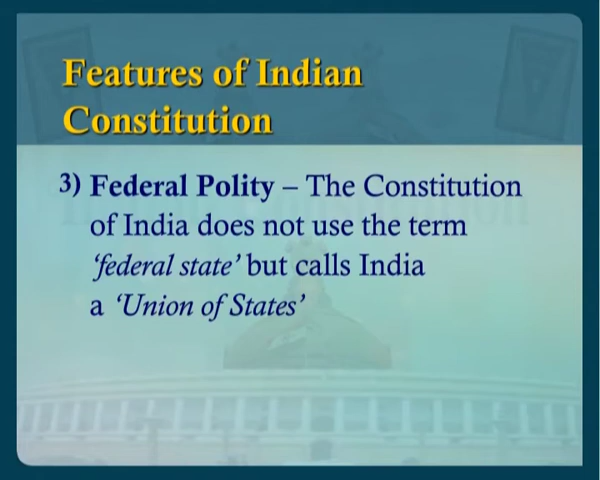 Features of Indian
Constitution
3) Federal Polity – The Constitution
of India does not use the term
‘federal state’ but calls India
a ‘Union of States’